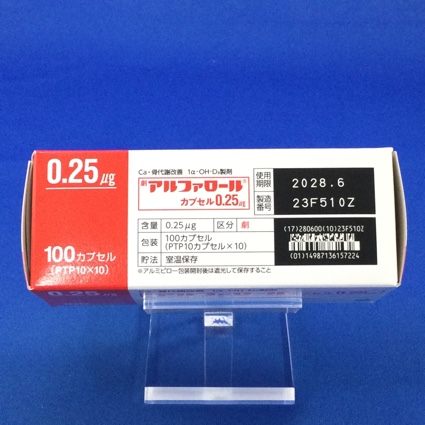 0.25μg
100カプセル
(PTP10×10)
Ca・骨代謝改善 1α-OH-D₃製剤
劇 アルファロール®
カプセル0.25μg
含量 0.25μg 区分 劇
包装 100カプセル
(PTP10カプセル×10)
貯法 室温保存
※アルミピロー包装開封後は遮光して保存すること
使用期限 2028.6
製造番号 23F510Z
(17)280600(10)23F510Z
(01)14987136157224
0.25μg